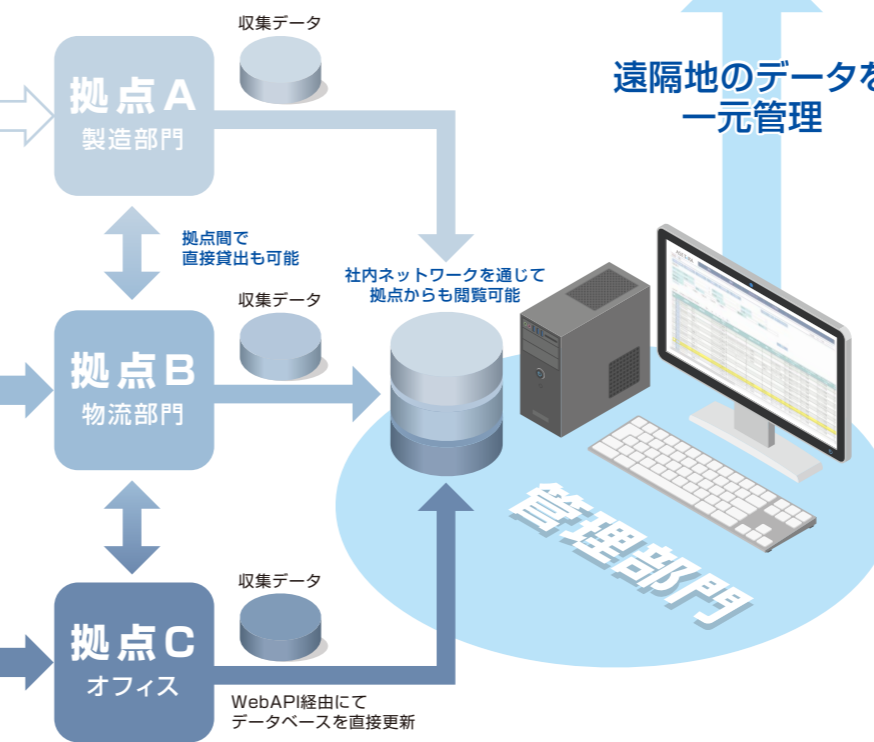 収集データ
拠点A
製造部門
遠隔地のデータを
一元管理
拠点間で
直接貸出も可能
社内ネットワークを通じて
拠点からも閲覧可能
収集データ
拠点B
物流部門
管理部門
収集データ
拠点C
オフィス
WebAPI経由にて
データベースを直接更新